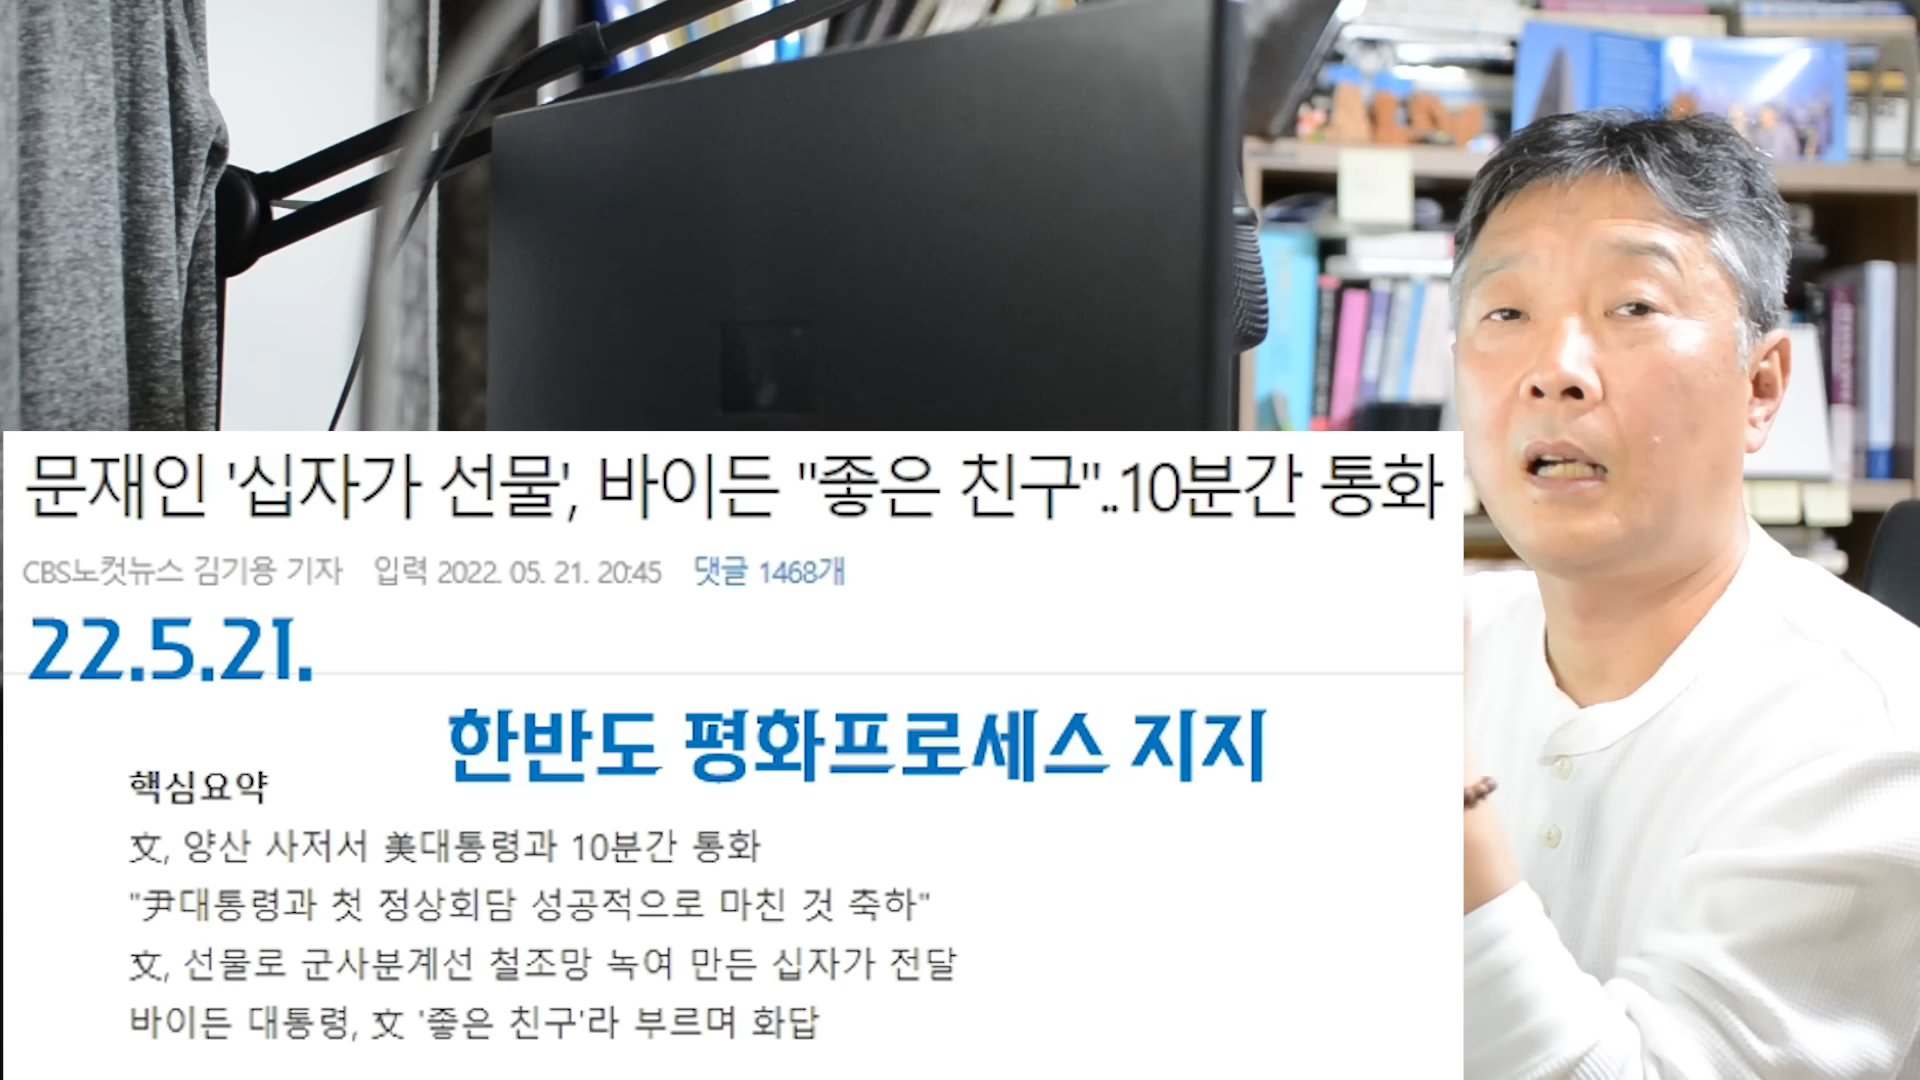 문재인 '십자가 선물', 바이든 "좋은 친구"..10분간 통화
CBS노컷뉴스 김기용 기자 입력 2022. 05. 21. 20:45 댓글 1468개
22.5.21.
한반도 평화프로세스 지지
핵심요약
文, 양산 사저서 美대통령과 10분간 통화
"尹대통령과 첫 정상회담 성공적으로 마친 것 축하"
文, 선물로 군사분계선 철조망 녹여 만든 십자가 전달
바이든 대통령, 文 '좋은 친구'라 부르며 화답